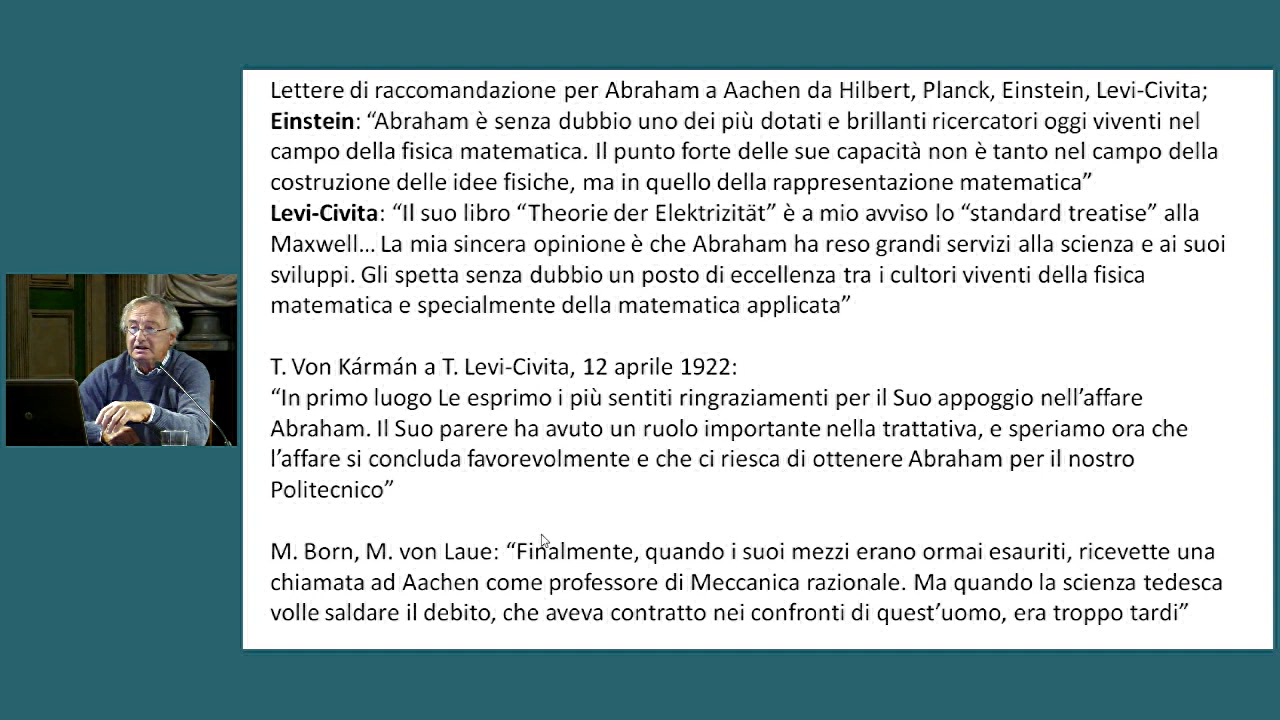 Lettere di raccomandazione per Abraham a Aachen da Hilbert, Planck, Einstein, Levi-Civita;
Einstein: “Abraham è senza dubbio uno dei più dotati e brillanti ricercatori oggi viventi nel
campo della fisica matematica. Il punto forte delle sue capacità non è tanto nel campo della
costruzione delle idee fisiche, ma in quello della rappresentazione matematica”
Levi-Civita: “Il suo libro “Theorie der Elektrizität” è a mio avviso lo “standard treatise” alla
Maxwell... La mia sincera opinione è che Abraham ha reso grandi servizi alla scienza e ai suoi
sviluppi. Gli spetta senza dubbio un posto di eccellenza tra i cultori viventi della fisica
matematica e specialmente della matematica applicata”
T. Von Kármán a T. Levi-Civita, 12 aprile 1922:
“In primo luogo Le esprimo i più sentiti ringraziamenti per il Suo appoggio nell’affare
Abraham. Il Suo parere ha avuto un ruolo importante nella trattativa, e speriamo ora che
l’affare si concluda favorevolmente e che ci riesca di ottenere Abraham per il nostro
Politecnico”
M. Born, M. von Laue: “Finalmente, quando i suoi mezzi erano ormai esauriti, ricevette una
chiamata ad Aachen come professore di Meccanica razionale. Ma quando la scienza tedesca
volle saldare il debito, che aveva contratto nei confronti di quest’uomo, era troppo tardi”